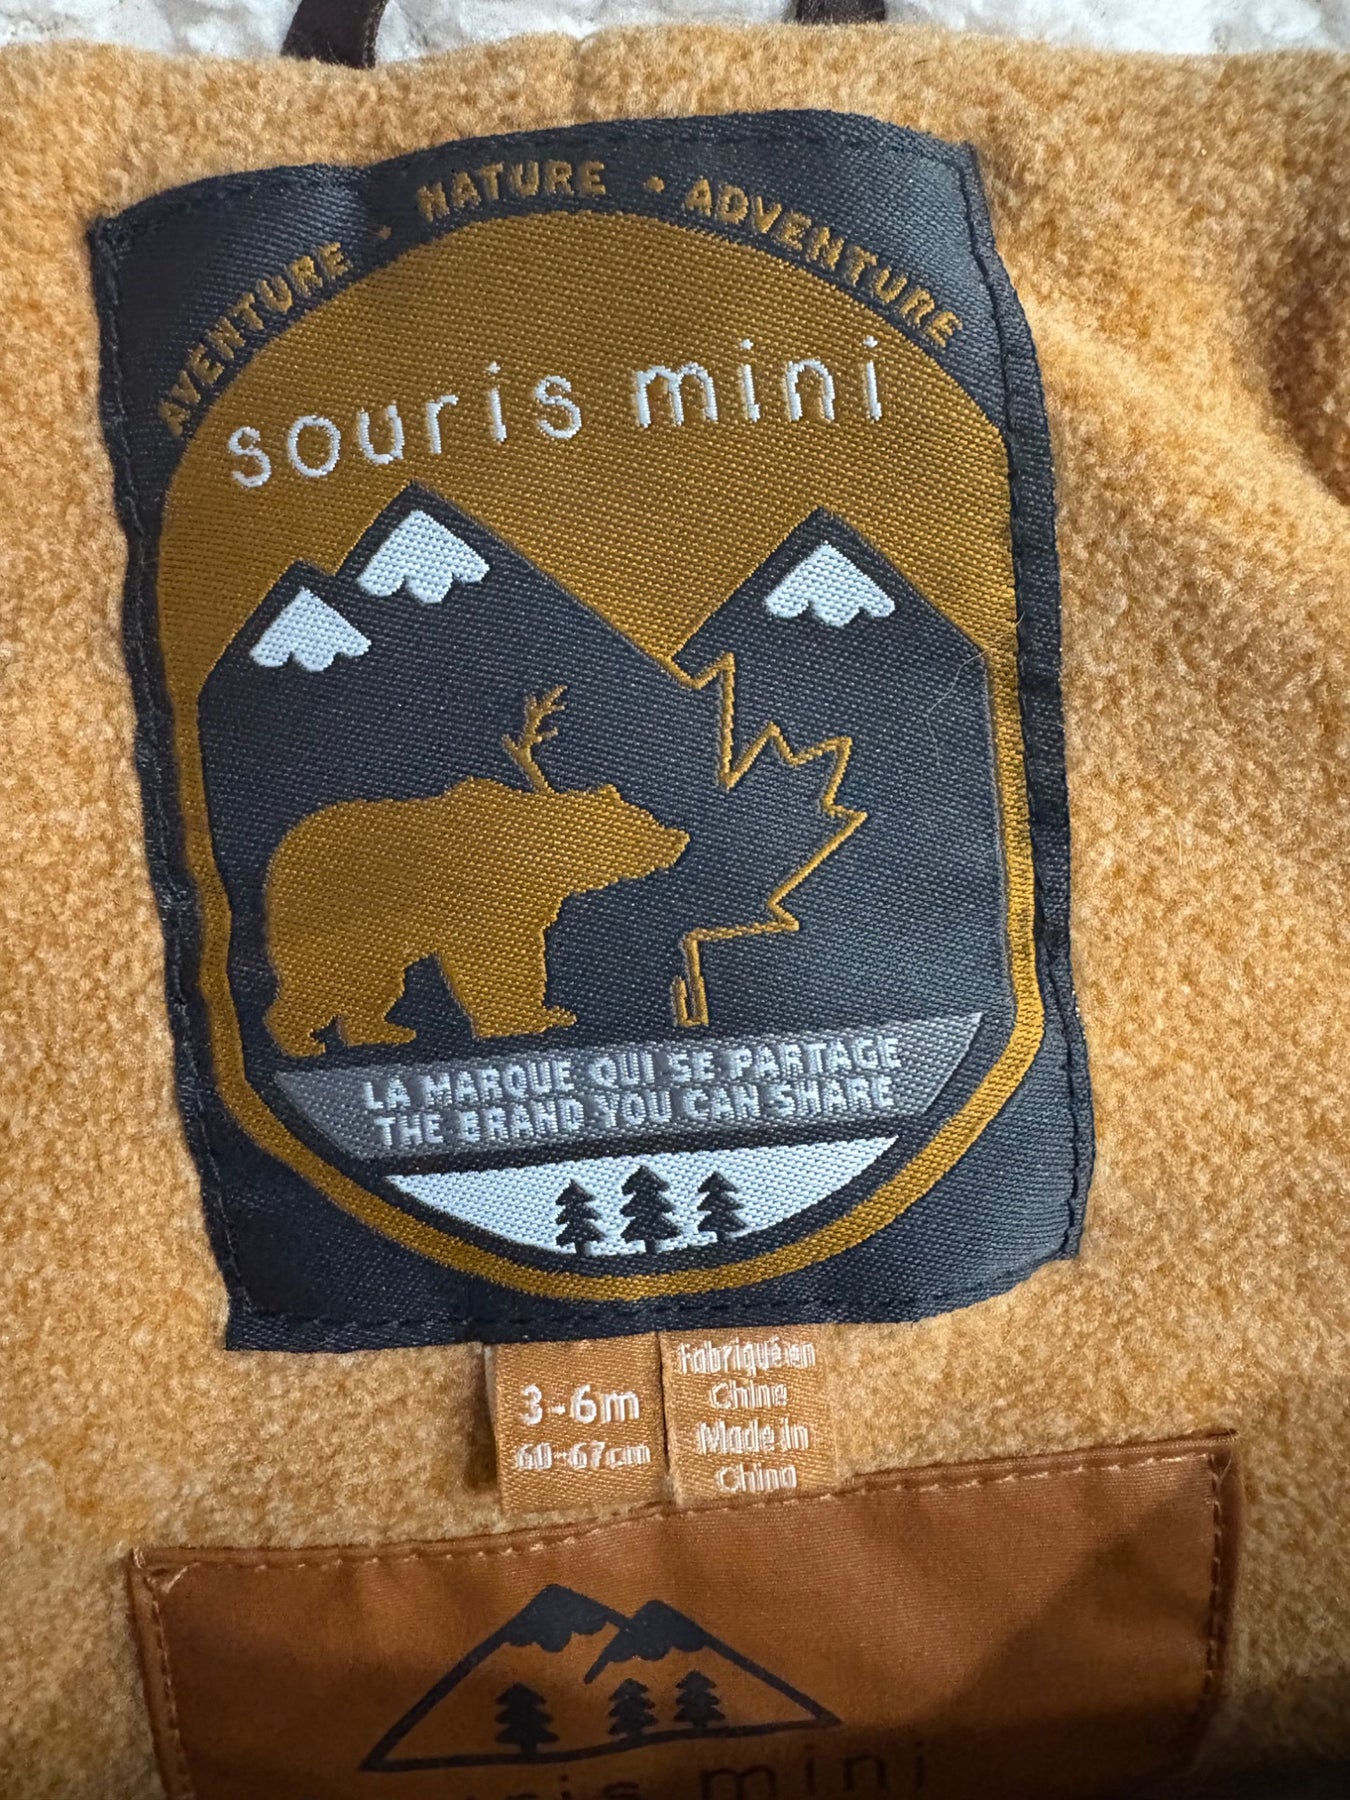 AVENTURE • NATURE • ADVENTURE
souris mini
LA MARQUE QUI SE PARTAGE
THE BRAND YOU CAN SHARE
3-6m
60-67cm
Fabriqué en
Chine
Made in
China
mini